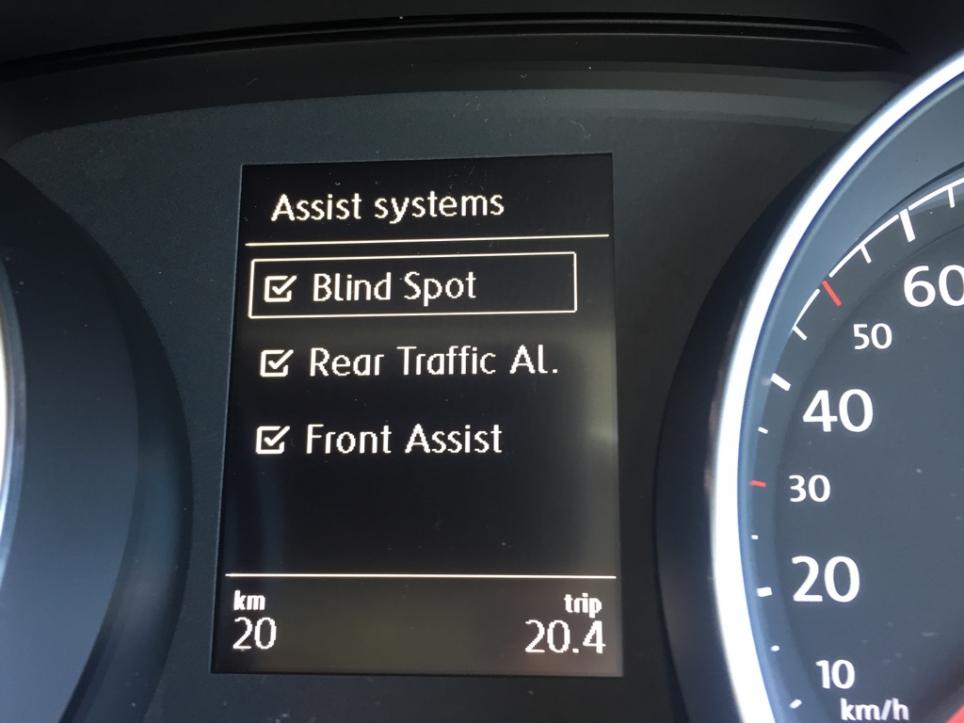 Assist systems
Blind Spot
Rear Traffic Al.
Front Assist
km trip
20 20.4
60
50
40
30
20
10
km/h